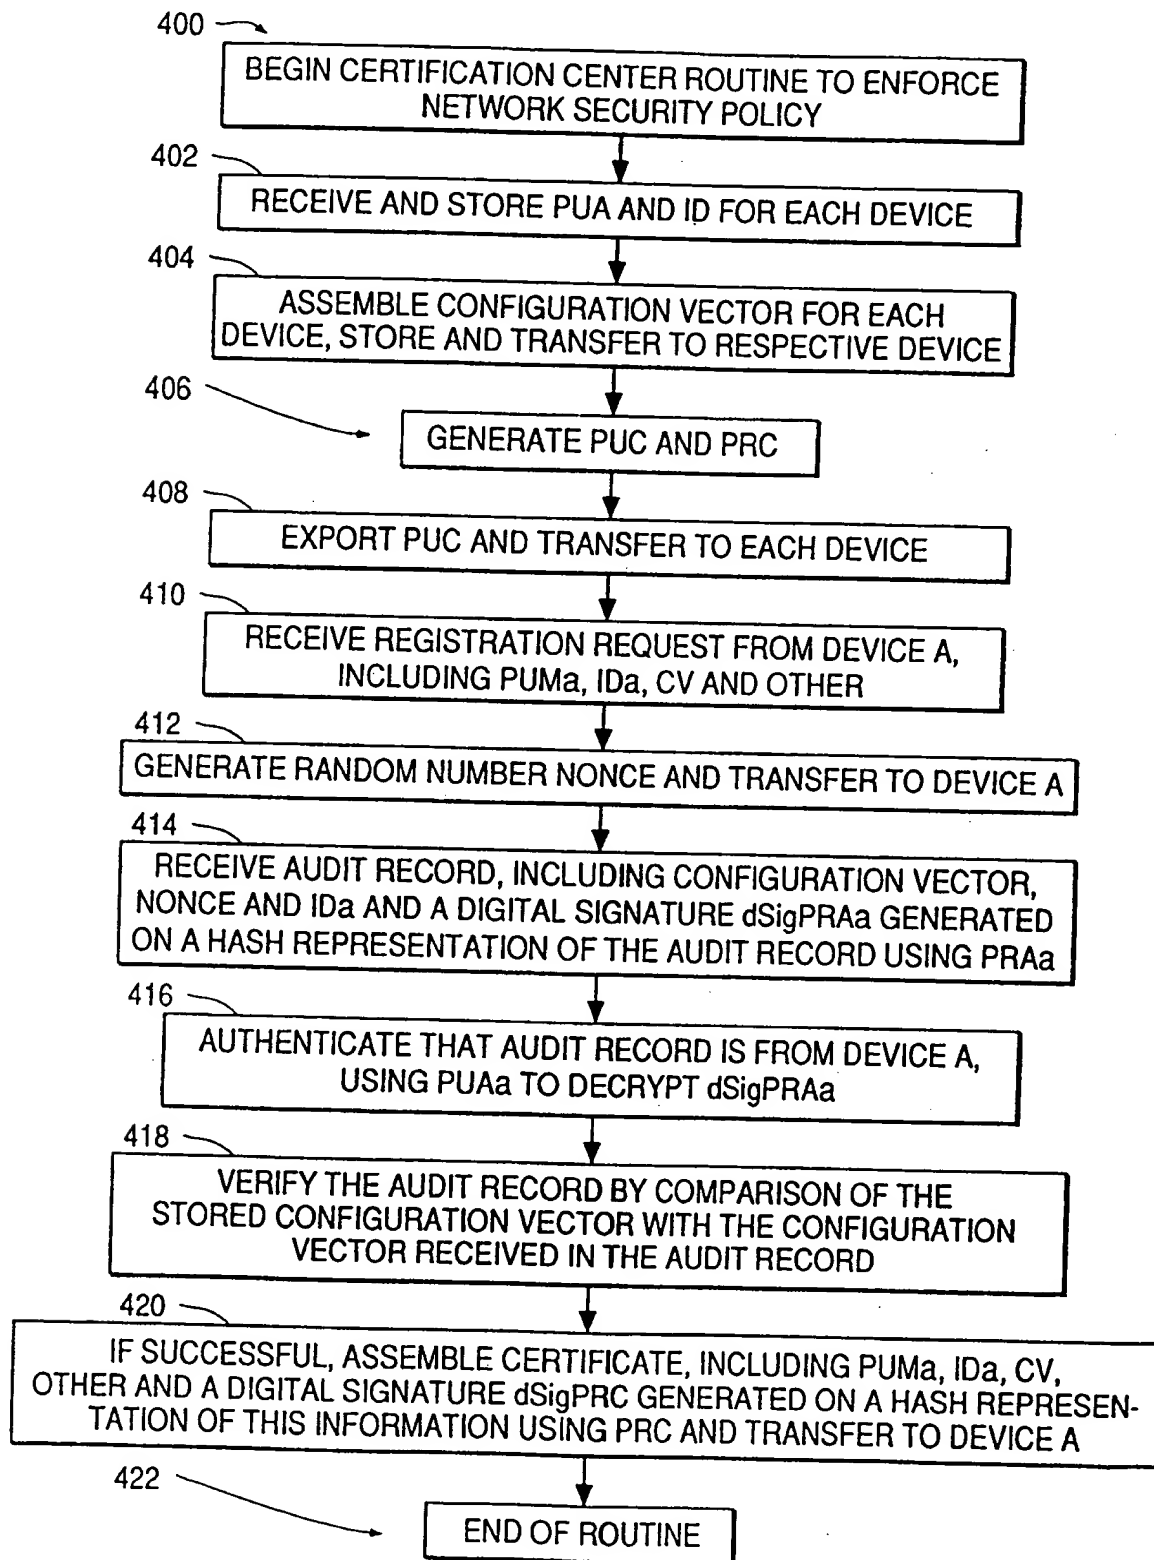 400
BEGIN CERTIFICATION CENTER ROUTINE TO ENFORCE
NETWORK SECURITY POLICY
402
RECEIVE AND STORE PUA AND ID FOR EACH DEVICE
404
ASSEMBLE CONFIGURATION VECTOR FOR EACH
DEVICE, STORE AND TRANSFER TO RESPECTIVE DEVICE
406
GENERATE PUC AND PRC
408
EXPORT PUC AND TRANSFER TO EACH DEVICE
410
RECEIVE REGISTRATION REQUEST FROM DEVICE A,
INCLUDING PUMa, IDa, CV AND OTHER
412
GENERATE RANDOM NUMBER NONCE AND TRANSFER TO DEVICE A
414
RECEIVE AUDIT RECORD, INCLUDING CONFIGURATION VECTOR,
NONCE AND IDa AND A DIGITAL SIGNATURE dSigPRAa GENERATED
ON A HASH REPRESENTATION OF THE AUDIT RECORD USING PRAa
416
AUTHENTICATE THAT AUDIT RECORD IS FROM DEVICE A,
USING PUAa TO DECRYPT dSigPRAa
418
VERIFY THE AUDIT RECORD BY COMPARISON OF THE
STORED CONFIGURATION VECTOR WITH THE CONFIGURATION
VECTOR RECEIVED IN THE AUDIT RECORD
420
IF SUCCESSFUL, ASSEMBLE CERTIFICATE, INCLUDING PUMa, IDa, CV,
OTHER AND A DIGITAL SIGNATURE dSigPRC GENERATED ON A HASH REPRESEN-
TATION OF THIS INFORMATION USING PRC AND TRANSFER TO DEVICE A
422
END OF ROUTINE